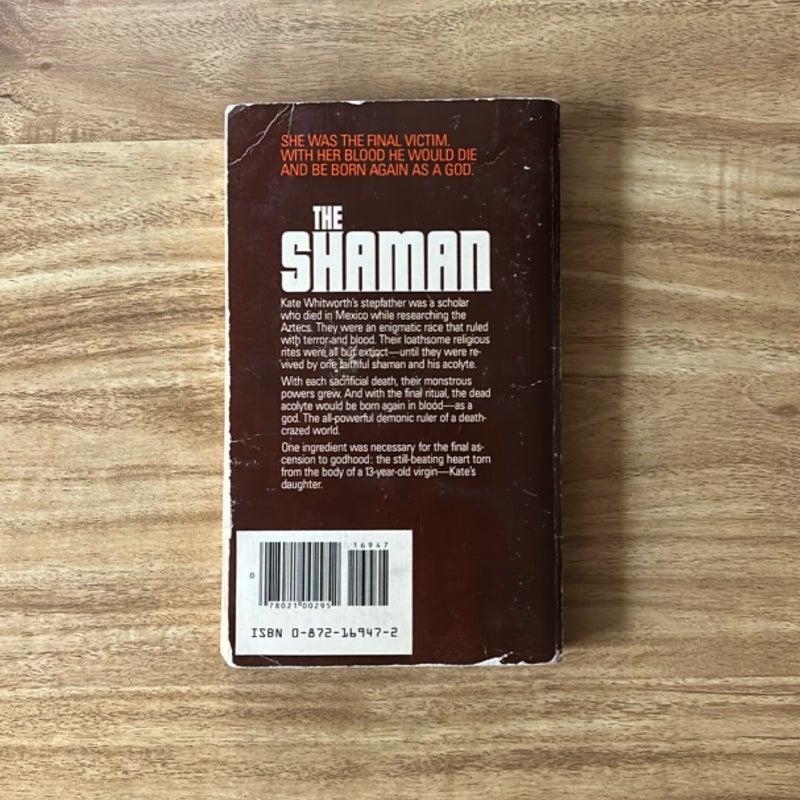 SHE WAS THE FINAL VICTIM.
WITH HER BLOOD HE WOULD DIE
AND BE BORN AGAIN AS A GOD.
THE
SHAMAN
Kate Whitworth's stepfather was a scholar
who died in Mexico while researching the
Aztecs. They were an enigmatic race that ruled
with terror and blood. Their loathsome religious
rites were all but extinct—until they were re-
vived by one faithful shaman and his acolyte.
With each sacrificial death, their monstrous
powers grew. And with the final ritual, the dead
acolyte would be born again in blood—as a
god. The all-powerful demonic ruler of a death-
crazed world.
One ingredient was necessary for the final as-
cension to godhood: the still-beating heart torn
from the body of a 13-year-old virgin—Kate's
daughter.
16947
0
78021 00295
ISBN 0-872-16947-2